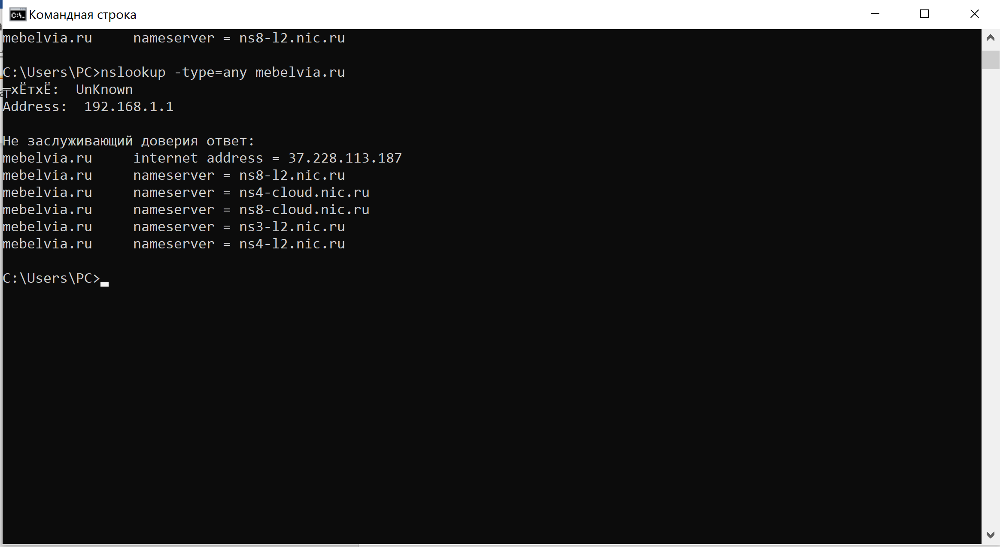 Командная строка
mebelvia.ru nameserver = ns8-l2.nic.ru
C:\Users\PC>nslookup -type=any mebelvia.ru
╤хЁтхЁ: UnKnown
Address: 192.168.1.1
Не заслуживающий доверия ответ:
mebelvia.ru internet address = 37.228.113.187
mebelvia.ru nameserver = ns8-l2.nic.ru
mebelvia.ru nameserver = ns4-cloud.nic.ru
mebelvia.ru nameserver = ns8-cloud.nic.ru
mebelvia.ru nameserver = ns3-l2.nic.ru
mebelvia.ru nameserver = ns4-l2.nic.ru
C:\Users\PC>